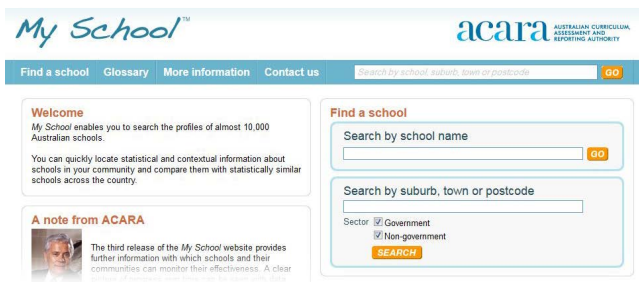 My School™
acara AUSTRALIAN CURRICULUM,
ASSESSMENT AND
REPORTING AUTHORITY
Find a school Glossary More information Contact us Search by school, suburb, town or postcode GO
Welcome
My School enables you to search the profiles of almost 10,000
Australian schools.
You can quickly locate statistical and contextual information about
schools in your community and compare them with statistically similar
schools across the country.
A note from ACARA
The third release of the My School website provides
further information with which schools and their
communities can monitor their effectiveness. A clear
Find a school
Search by school name
GO
Search by suburb, town or postcode
Sector Government
Non-government
SEARCH